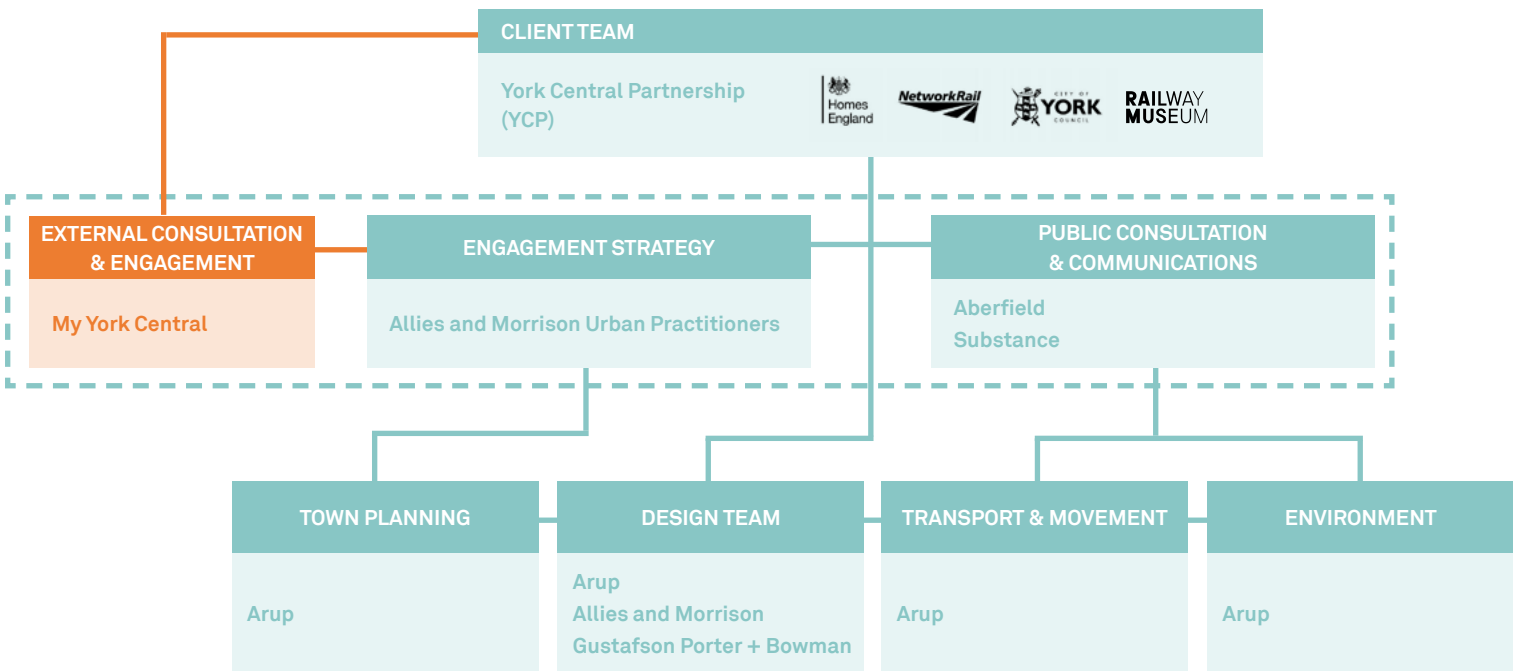 CLIENT TEAM
York Central Partnership
(YCP)
Homes
England
NetworkRail
CITY OF
YORK
COUNCIL
RAILWAY
MUSEUM
EXTERNAL CONSULTATION
& ENGAGEMENT
My York Central
ENGAGEMENT STRATEGY
Allies and Morrison Urban Practitioners
PUBLIC CONSULTATION
& COMMUNICATIONS
Aberfield
Substance
TOWN PLANNING
Arup
DESIGN TEAM
Arup
Allies and Morrison
Gustafson Porter + Bowman
TRANSPORT & MOVEMENT
Arup
ENVIRONMENT
Arup